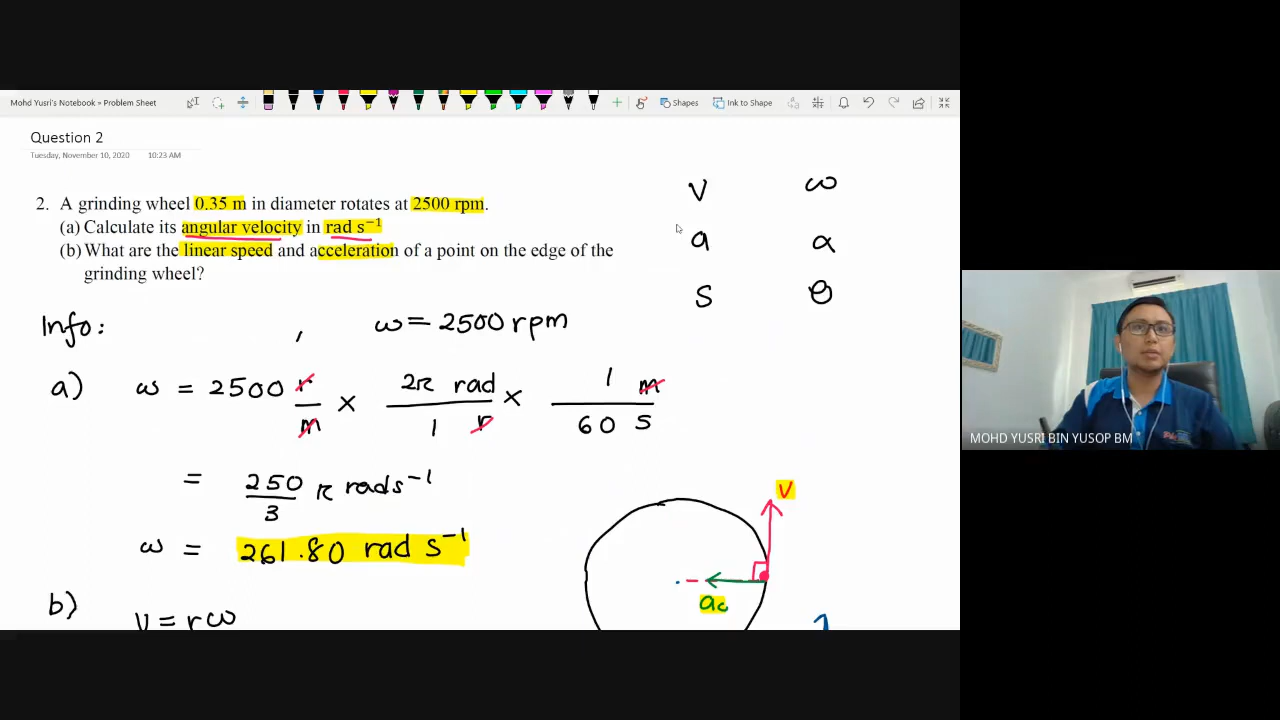 Mohd Yusri's Notebook » Problem Sheet
Shapes
Ink to Shape
Question 2
Tuesday, November 10, 2020 10:23 AM
2. A grinding wheel 0.35 m in diameter rotates at 2500 rpm.
(a) Calculate its angular velocity in rad s⁻¹
(b) What are the linear speed and acceleration of a point on the edge of the
grinding wheel?
v ω
a α
s θ
Info: , ω = 2500 rpm
a) ω = 2500 r/m × 2π rad/1 r × 1 m/60 s
= 250/3 π rad s⁻¹
ω = 261.80 rad s⁻¹
v
ac
b) v = rω
MOHD YUSRI BIN YUSOP BM